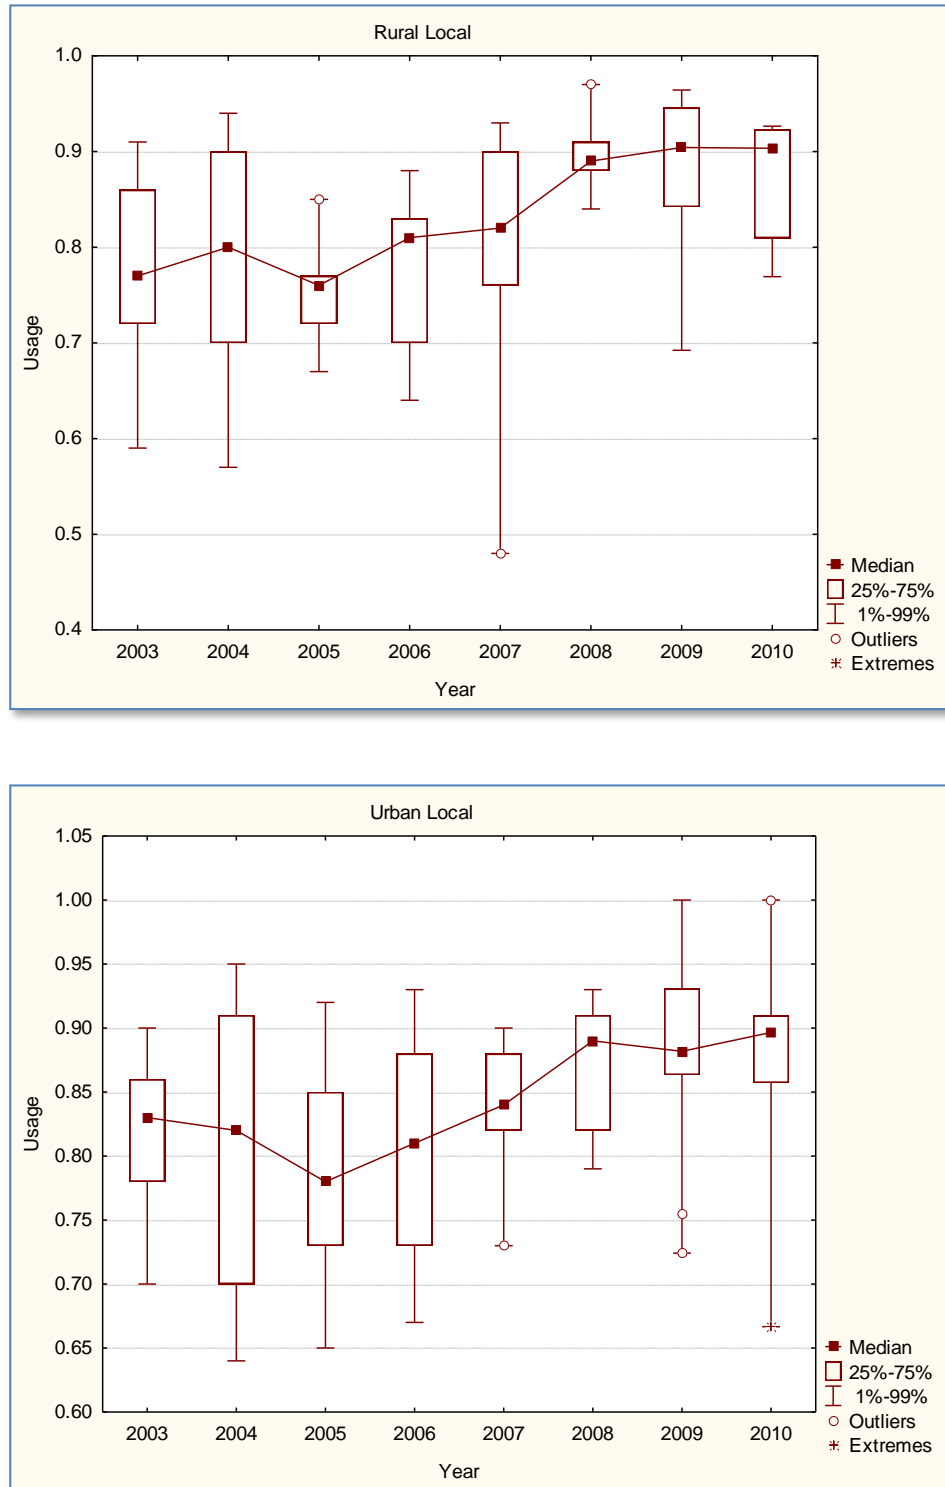 Rural Local
1.0
0.9
0.8
0.7
0.6
0.5
0.4
Usage
2003 2004 2005 2006 2007 2008 2009 2010
Year
Median
25%-75%
1%-99%
Outliers
Extremes
Urban Local
1.05
1.00
0.95
0.90
0.85
0.80
0.75
0.70
0.65
0.60
Usage
2003 2004 2005 2006 2007 2008 2009 2010
Year
Median
25%-75%
1%-99%
Outliers
Extremes